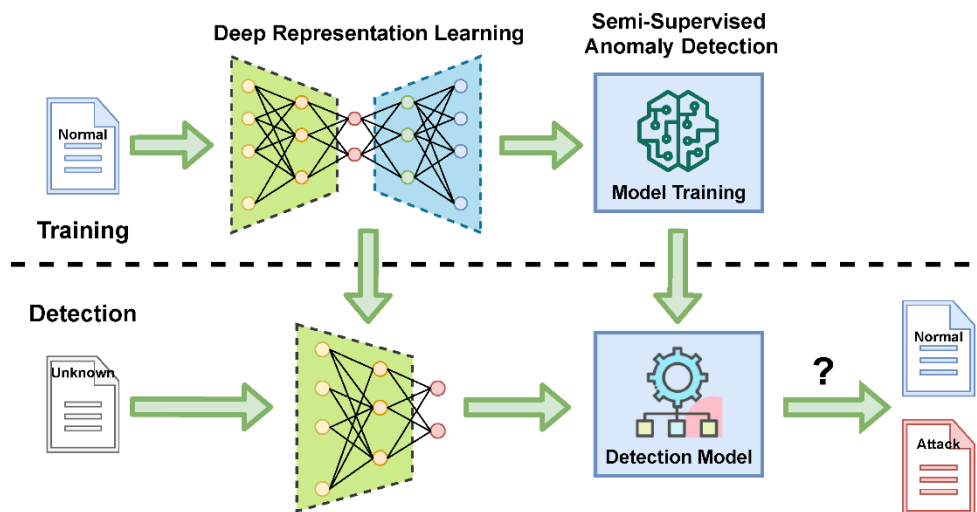 Deep Representation Learning
Semi-Supervised
Anomaly Detection
Normal
Model Training
Training
Detection
Unknown
Detection Model
?
Normal
Attack